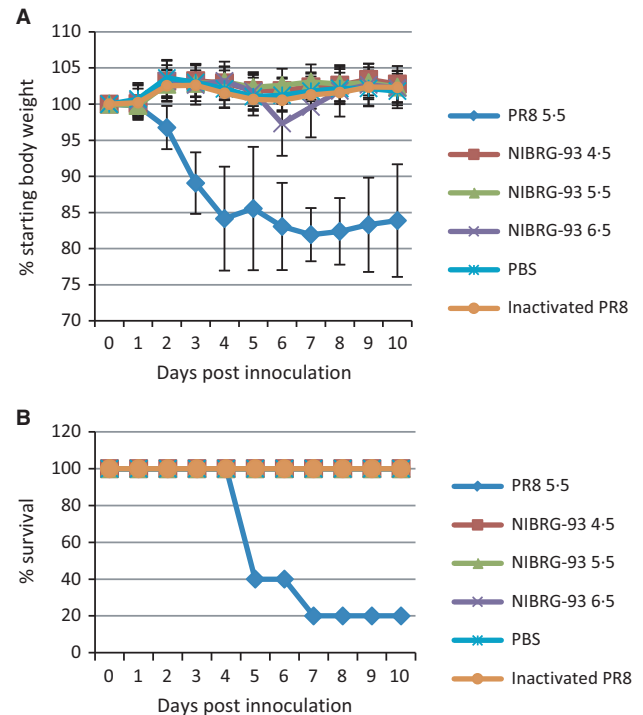 A
110
105
100
95
90
85
80
75
70
% starting body weight
0 1 2 3 4 5 6 7 8 9 10
Days post innoculation
PR8 5·5
NIBRG-93 4·5
NIBRG-93 5·5
NIBRG-93 6·5
PBS
Inactivated PR8
B
120
100
80
60
40
20
0
% survival
0 1 2 3 4 5 6 7 8 9 10
Days post innoculation
PR8 5·5
NIBRG-93 4·5
NIBRG-93 5·5
NIBRG-93 6·5
PBS
Inactivated PR8